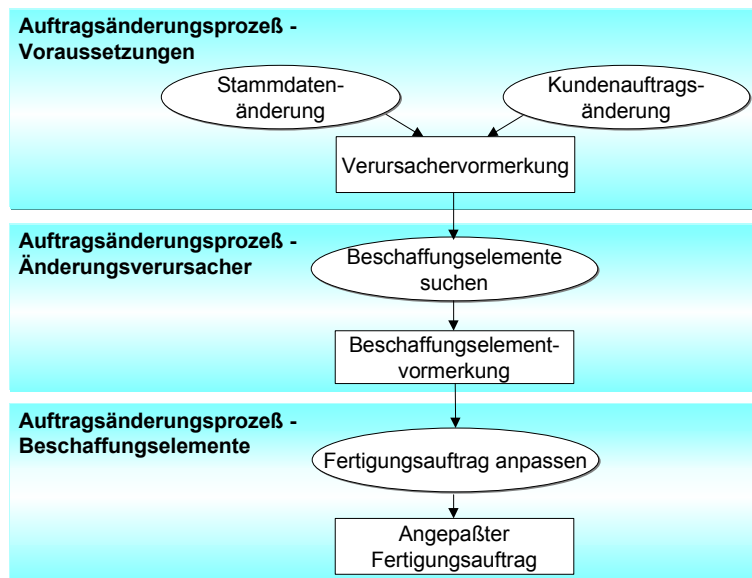 Auftragsänderungsprozeß -
Voraussetzungen
Stammdaten-
änderung
Kundenauftrags-
änderung
Verursachervormerkung
Auftragsänderungsprozeß -
Änderungsverursacher
Beschaffungselemente
suchen
Beschaffungselement-
vormerkung
Auftragsänderungsprozeß -
Beschaffungselemente
Fertigungsauftrag anpassen
Angepaßter
Fertigungsauftrag